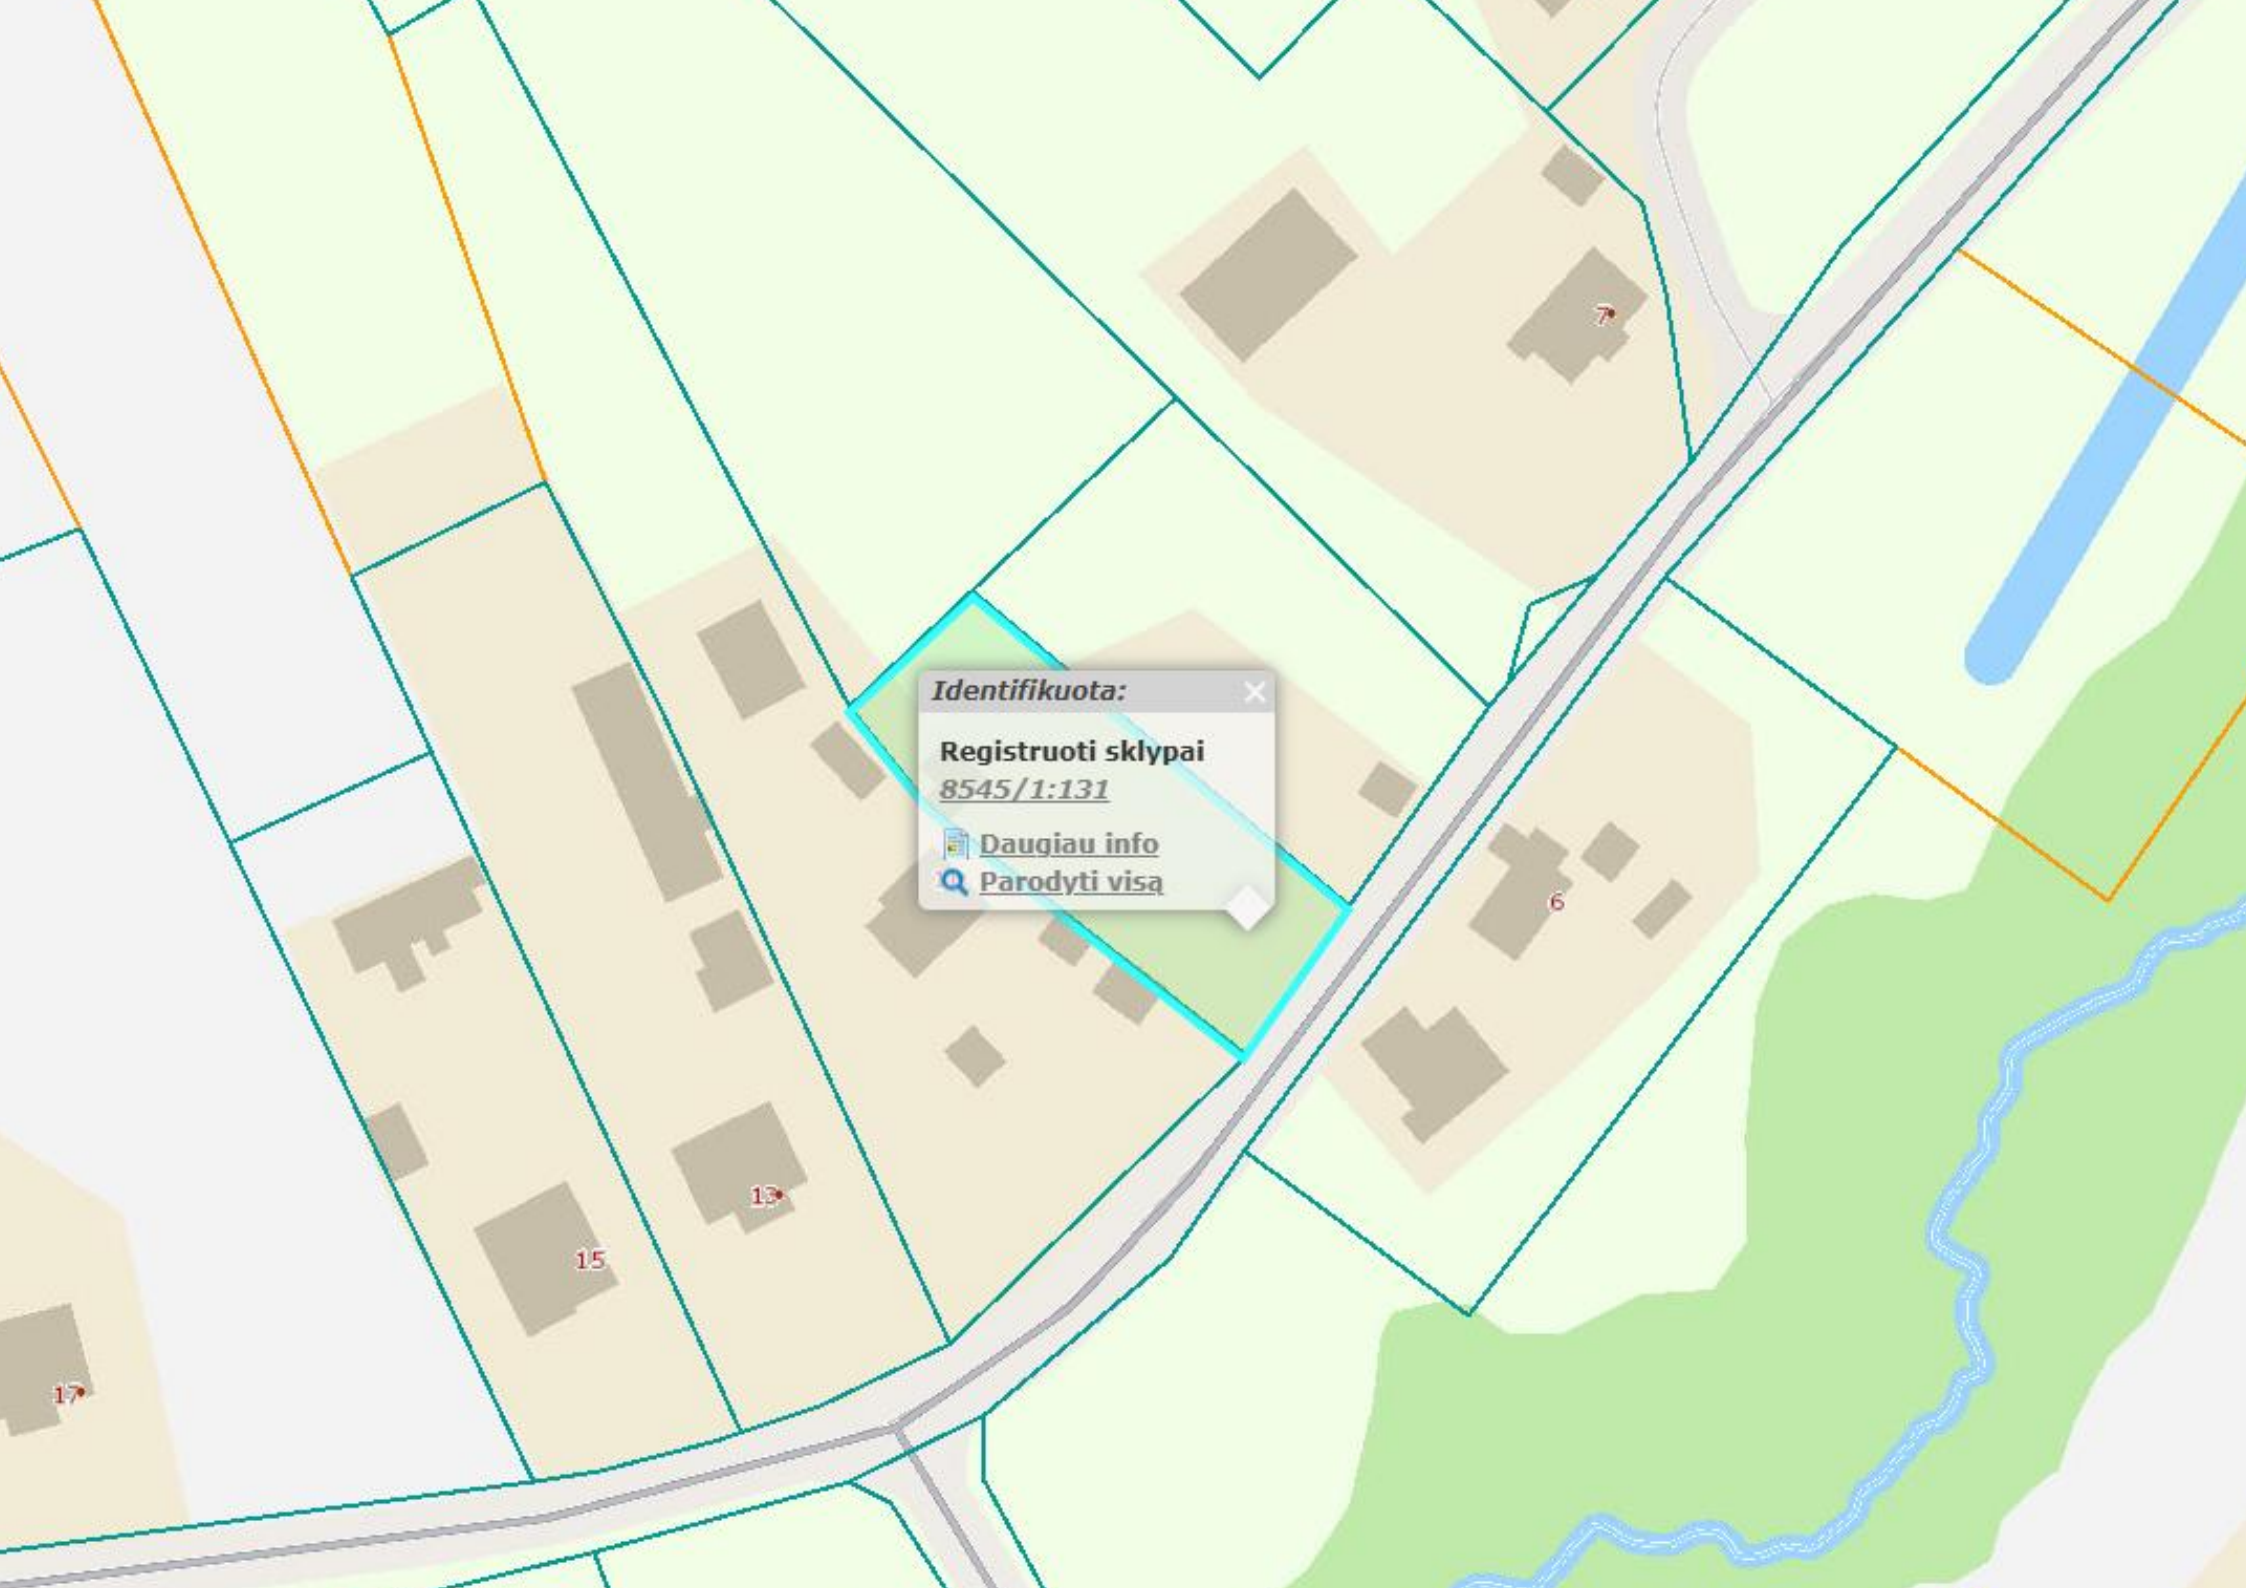 7
Identifikuota:
Registruoti sklypai
8545/1:131
Daugiau info
Parodyti visą
6
13
15
17